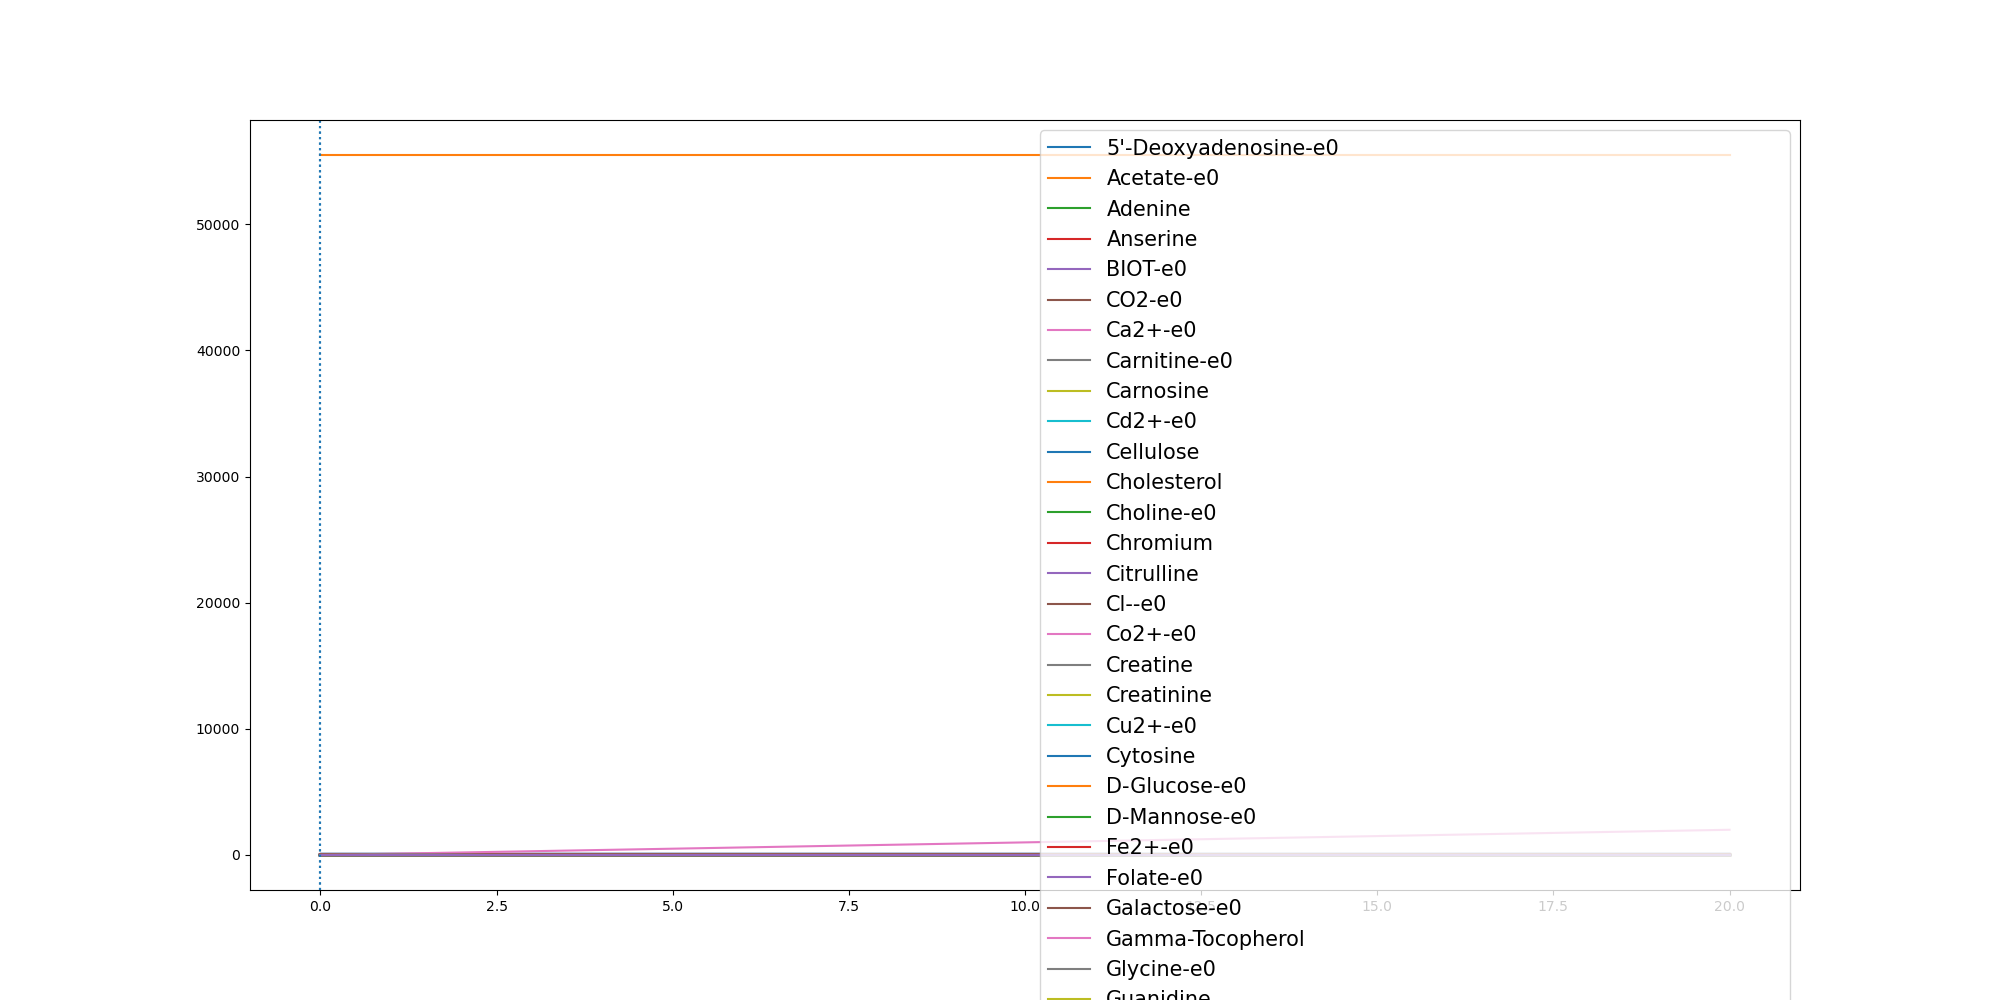 50000
40000
30000
20000
10000
0
0.0 2.5 5.0 7.5 10.0 15.0 17.5 20.0
5'-Deoxyadenosine-e0
Acetate-e0
Adenine
Anserine
BIOT-e0
CO2-e0
Ca2+-e0
Carnitine-e0
Carnosine
Cd2+-e0
Cellulose
Cholesterol
Choline-e0
Chromium
Citrulline
Cl--e0
Co2+-e0
Creatine
Creatinine
Cu2+-e0
Cytosine
D-Glucose-e0
D-Mannose-e0
Fe2+-e0
Folate-e0
Galactose-e0
Gamma-Tocopherol
Glycine-e0
Guanidine